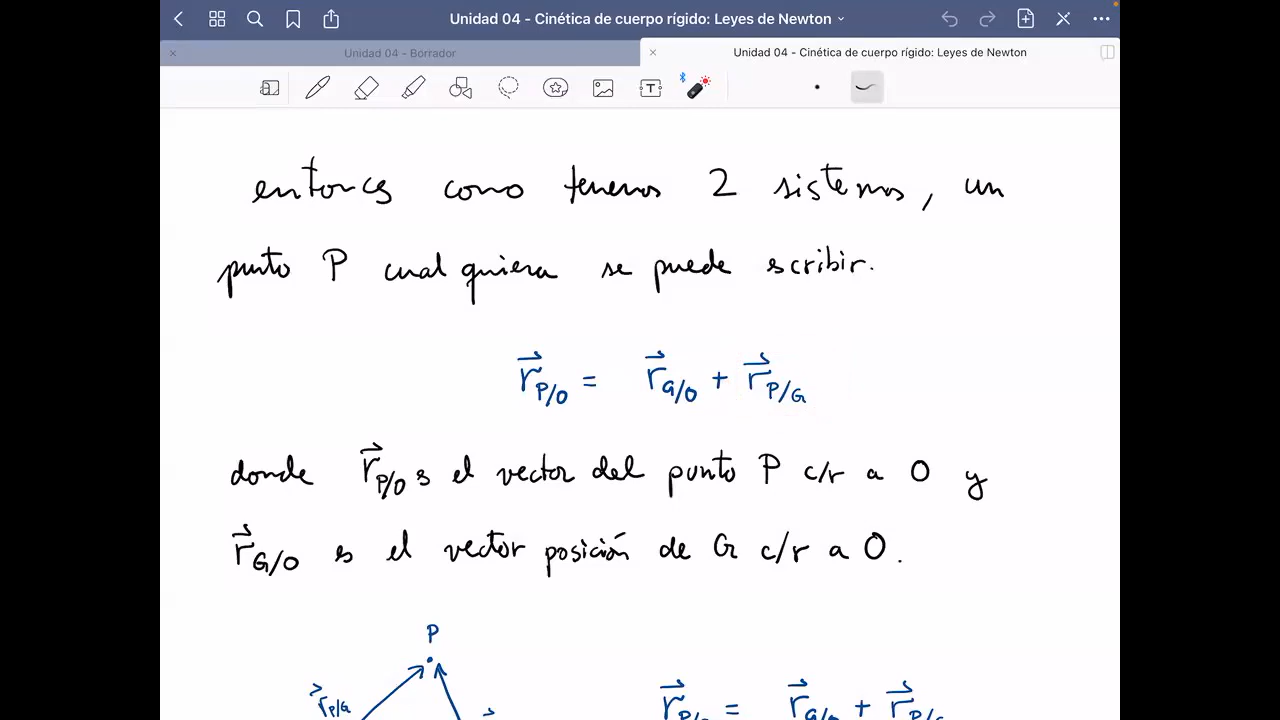 Unidad 04 - Cinética de cuerpo rígido: Leyes de Newton
Unidad 04 - Borrador
Unidad 04 - Cinética de cuerpo rígido: Leyes de Newton
entonces como tenemos 2 sistemas, un
punto P cualquiera se puede escribir.
r⃗P/O = r⃗G/O + r⃗P/G
donde r⃗P/O es el vector del punto P c/r a O y
r⃗G/O es el vector posición de G c/r a O.
P
r⃗P/G
r⃗P/O = r⃗G/O + r⃗P/G